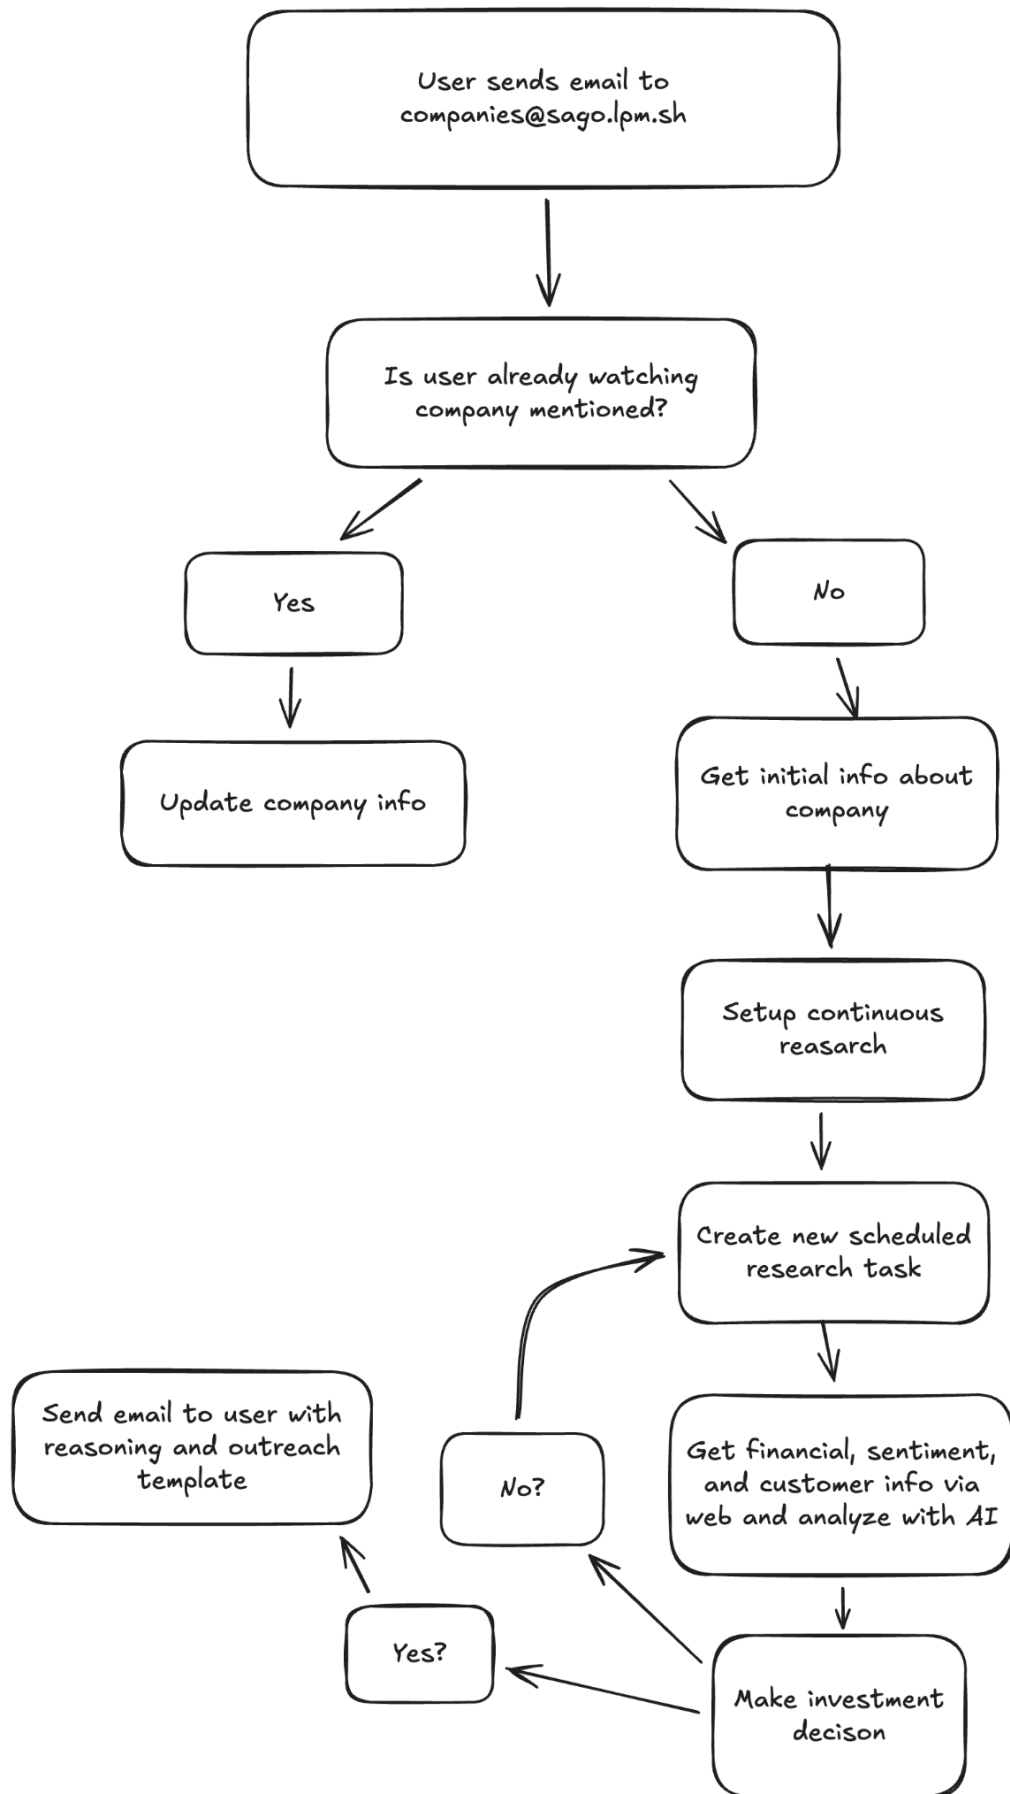 User sends email to
companies@sago.lpm.sh
Is user already watching
company mentioned?
Yes
No
Update company info
Get initial info about
company
Setup continuous
reasarch
Create new scheduled
research task
Send email to user with
reasoning and outreach
template
No?
Get financial, sentiment,
and customer info via
web and analyze with AI
Yes?
Make investment
decison